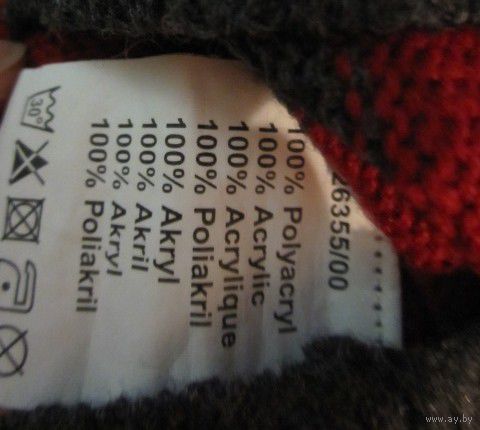 26355/00
100% Polyacryl
100% Acrylic
100% Acrylique
100% Poliakril
100% Akryl
100% Akril
100% Akryl
100% Poliakril
30°
www.ay.by